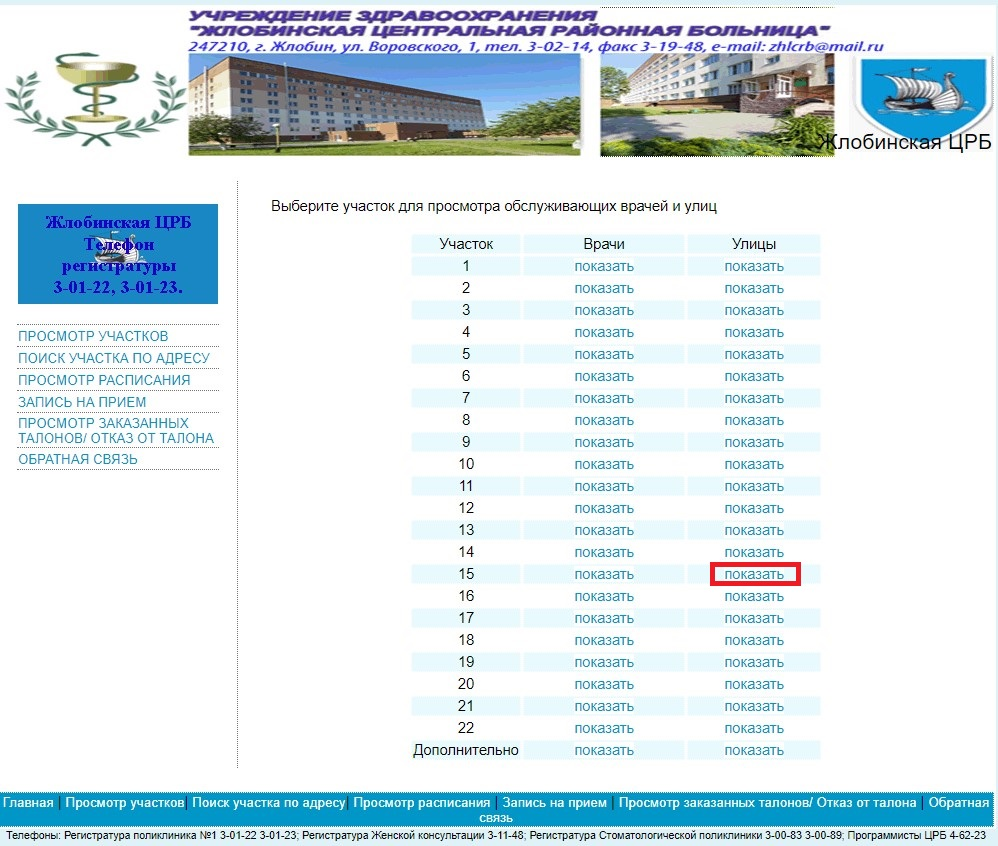 УЧРЕЖДЕНИЕ ЗДРАВООХРАНЕНИЯ
"ЖЛОБИНСКАЯ ЦЕНТРАЛЬНАЯ РАЙОННАЯ БОЛЬНИЦА"
247210, г. Жлобин, ул. Воровского, 1, тел. 3-02-14, факс 3-19-48, e-mail: zhlcrb@mail.ru
Жлобинская ЦРБ
Жлобинская ЦРБ
Телефон
регистратуры
3-01-22, 3-01-23.
ПРОСМОТР УЧАСТКОВ
ПОИСК УЧАСТКА ПО АДРЕСУ
ПРОСМОТР РАСПИСАНИЯ
ЗАПИСЬ НА ПРИЕМ
ПРОСМОТР ЗАКАЗАННЫХ
ТАЛОНОВ/ ОТКАЗ ОТ ТАЛОНА
ОБРАТНАЯ СВЯЗЬ
Выберите участок для просмотра обслуживающих врачей и улиц
Участок Врачи Улицы
1 показать показать
2 показать показать
3 показать показать
4 показать показать
5 показать показать
6 показать показать
7 показать показать
8 показать показать
9 показать показать
10 показать показать
11 показать показать
12 показать показать
13 показать показать
14 показать показать
15 показать показать
16 показать показать
17 показать показать
18 показать показать
19 показать показать
20 показать показать
21 показать показать
22 показать показать
Дополнительно показать показать
Главная | Просмотр участков| Поиск участка по адресу| Просмотр расписания | Запись на прием | Просмотр заказанных талонов/ Отказ от талона | Обратная
связь
Телефоны: Регистратура поликлиника №1 3-01-22 3-01-23; Регистратура Женской консультации 3-11-48; Регистратура Стоматологической поликлиники 3-00-83 3-00-89; Программисты ЦРБ 4-62-23